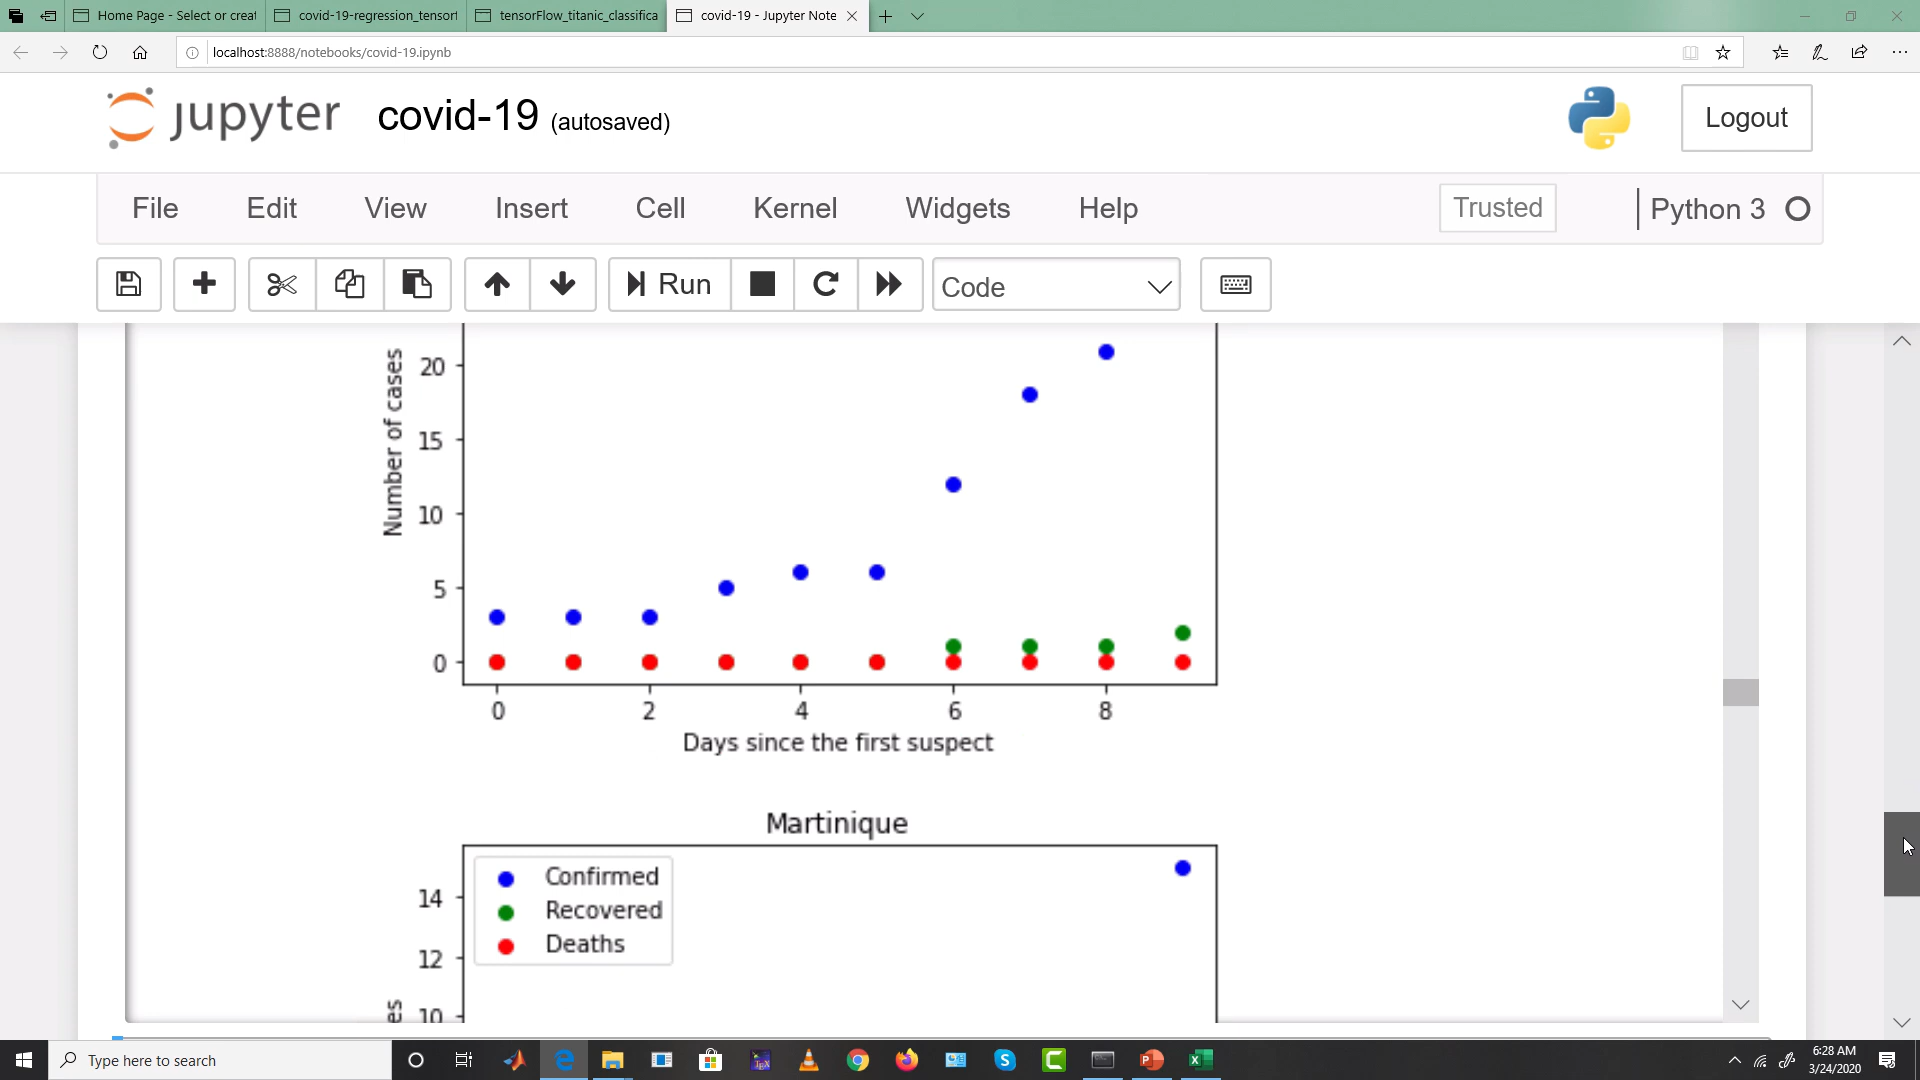 Home Page - Select or creat
covid-19-regression_tensorf
tensorFlow_titanic_classifica
covid-19 - Jupyter Note
localhost:8888/notebooks/covid-19.ipynb
jupyter covid-19 (autosaved)
Logout
File Edit View Insert Cell Kernel Widgets Help
Trusted
Python 3
Run
Code
Number of cases
20
15
10
5
0
0 2 4 6 8
Days since the first suspect
Martinique
Confirmed
Recovered
Deaths
14
12
10
es
Type here to search
6:28 AM
3/24/2020